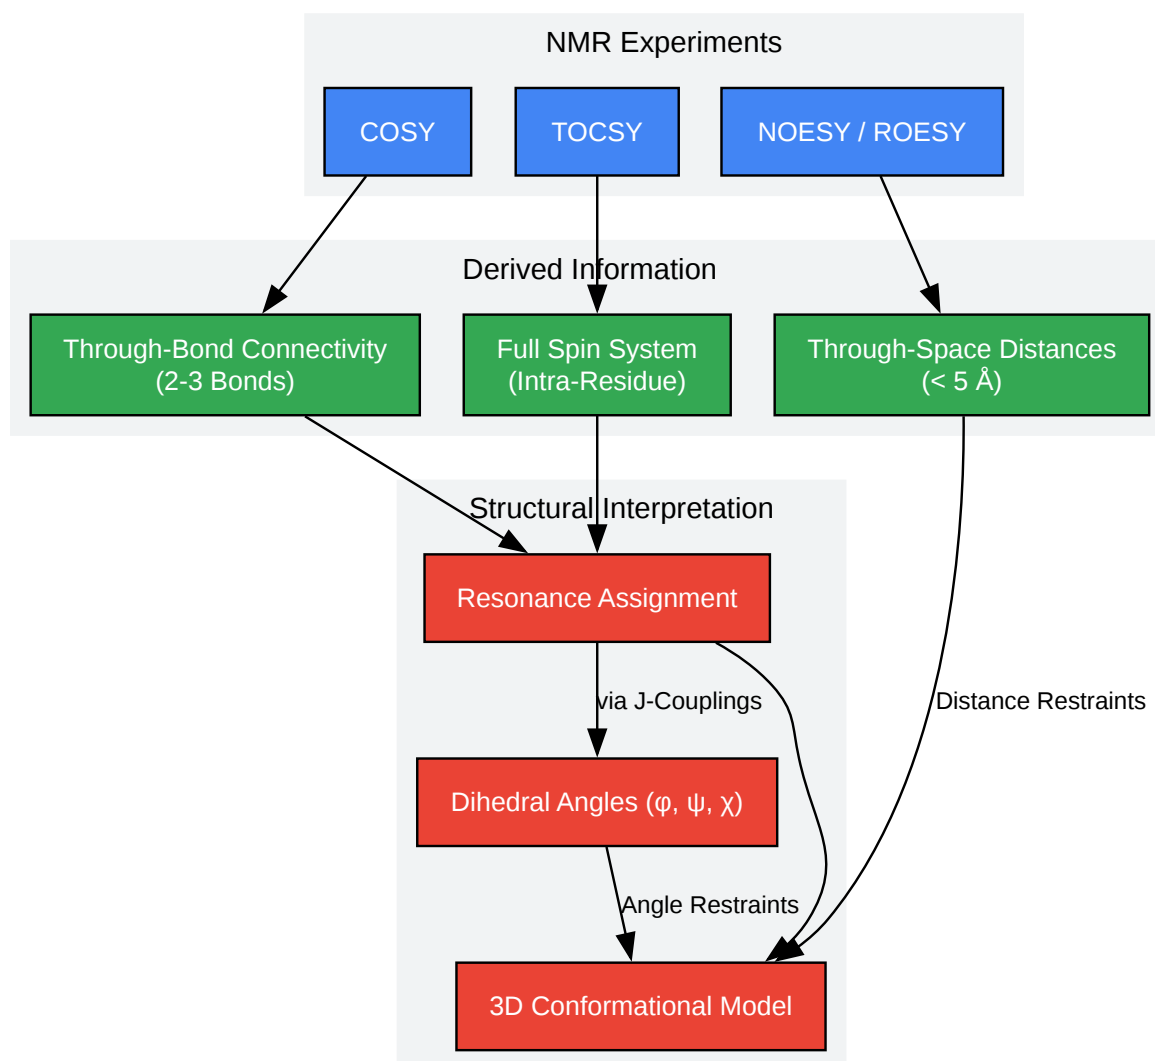 NMR Experiments
COSY
TOCSY
NOESY / ROESY
Derived Information
Through-Bond Connectivity
(2-3 Bonds)
Full Spin System
(Intra-Residue)
Through-Space Distances
(< 5 Å)
Structural Interpretation
Resonance Assignment
via J-Couplings
Distance Restraints
Dihedral Angles (φ, ψ, χ)
Angle Restraints
3D Conformational Model